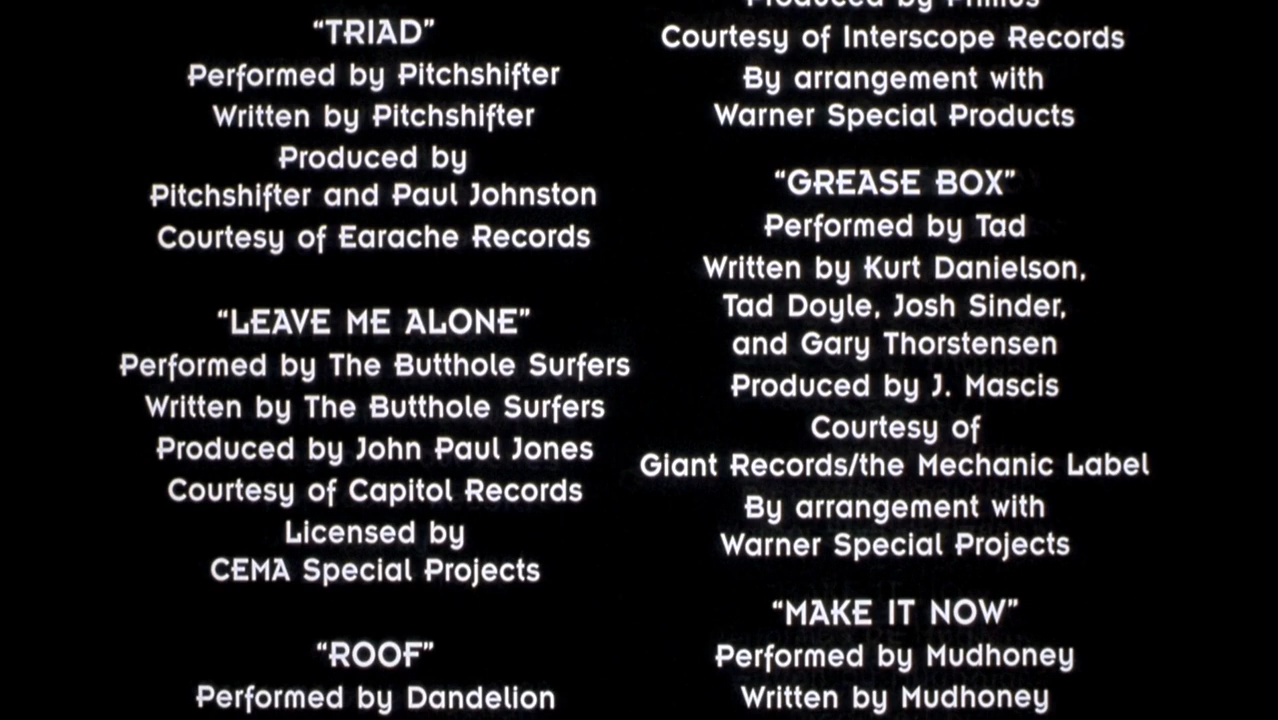 “TRIAD”
Performed by Pitchshifter
Written by Pitchshifter
Produced by
Pitchshifter and Paul Johnston
Courtesy of Earache Records
“LEAVE ME ALONE”
Performed by The Butthole Surfers
Written by The Butthole Surfers
Produced by John Paul Jones
Courtesy of Capitol Records
Licensed by
CEMA Special Projects
“ROOF”
Performed by Dandelion
Produced by
Courtesy of Interscope Records
By arrangement with
Warner Special Products
“GREASE BOX”
Performed by Tad
Written by Kurt Danielson,
Tad Doyle, Josh Sinder,
and Gary Thorstensen
Produced by J. Mascis
Courtesy of
Giant Records/the Mechanic Label
By arrangement with
Warner Special Projects
“MAKE IT NOW”
Performed by Mudhoney
Written by Mudhoney